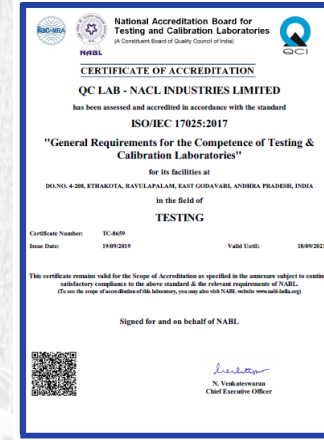 ilac-MRA
NABL
National Accreditation Board for
Testing and Calibration Laboratories
(A Constituent Board of Quality Council of India)
QCI
CERTIFICATE OF ACCREDITATION
QC LAB - NACL INDUSTRIES LIMITED
has been assessed and accredited in accordance with the standard
ISO/IEC 17025:2017
"General Requirements for the Competence of Testing &
Calibration Laboratories"
for its facilities at
DO.NO. 4-208, ETHAKOTA, RAVULAPALAM, EAST GODAVARI, ANDHRA PRADESH, INDIA
in the field of
TESTING
Certificate Number: TC-8659
Issue Date: 19/09/2019 Valid Until: 18/09/2021
This certificate remains valid for the Scope of Accreditation as specified in the annexure subject to contin
satisfactory compliance to the above standard & the relevant requirements of NABL.
(To see the scope of accreditation of this laboratory, you may also visit NABL website www.nabl-india.org)
Signed for and on behalf of NABL
N. Venkateswaran
Chief Executive Officer